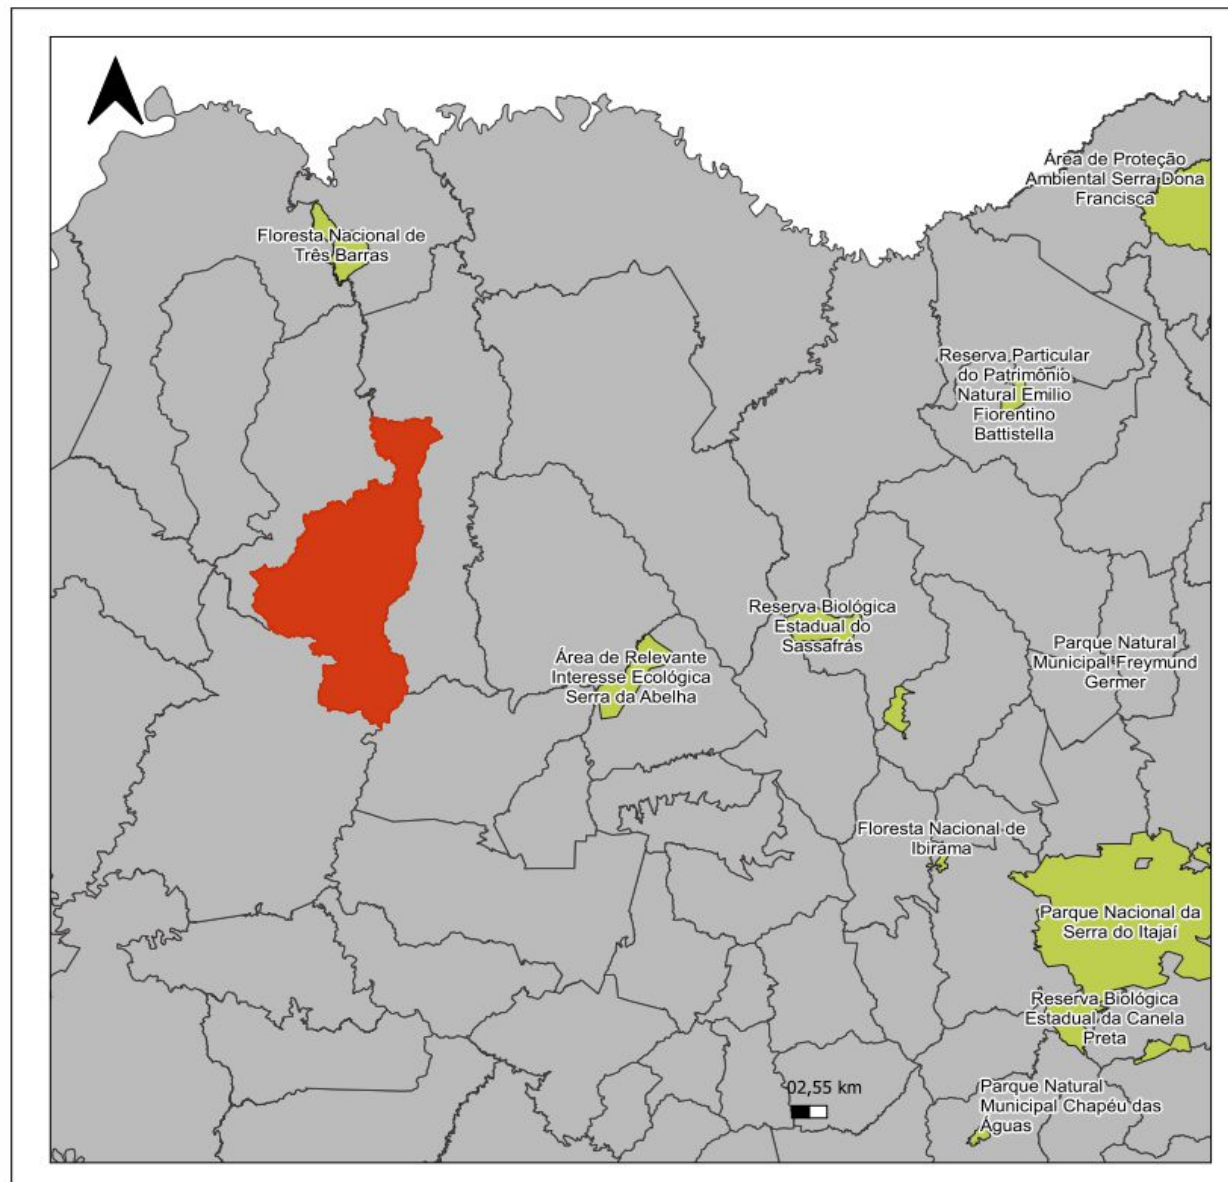 Área de Proteção
Ambiental Serra Dona
Francisca
Floresta Nacional de
Três Barras
Reserva Particular
do Patrimônio
Natural Emilio
Fiorentino
Battistella
Reserva Biológica
Estadual do
Sassafrás
Área de Relevante
Interesse Ecológica
Serra da Abelha
Parque Natural
Municipal Freymund
Germer
Floresta Nacional de
Ibirama
Parque Nacional da
Serra do Itajaí
Reserva Biológica
Estadual da Canela
Preta
02,55 km
Parque Natural
Municipal Chapéu das
Águas